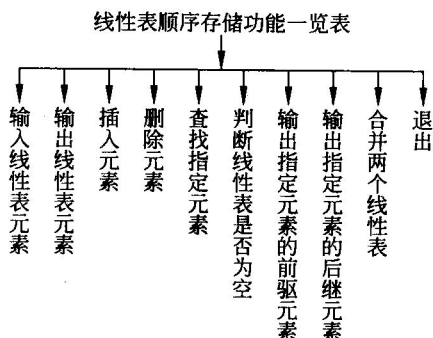 线性表顺序存储功能一览表
输入线性表元素
输出线性表元素
插入元素
删除元素
查找指定元素
判断线性表是否为空
输出指定元素的前驱元素
输出指定元素的后继元素
合并两个线性表
退出